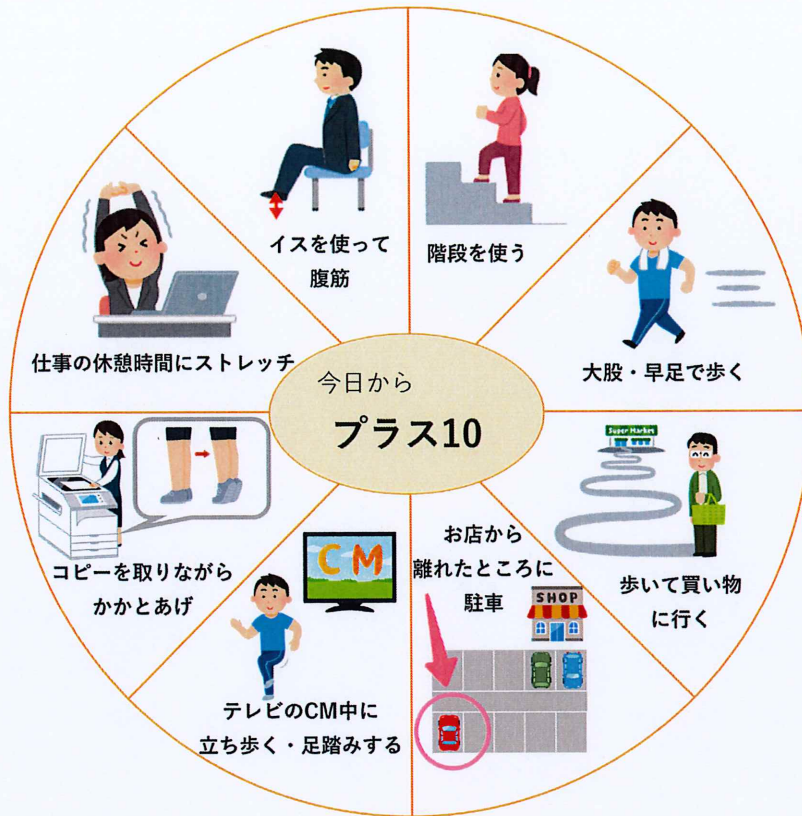 今日から
プラス10
階段を使う
大股・早足で歩く
Super Market
歩いて買い物
に行く
お店から
離れたところに
駐車
SHOP
CM
テレビのCM中に
立ち歩く・足踏みする
コピーを取りながら
かかとあげ
仕事の休憩時間にストレッチ
イスを使って
腹筋